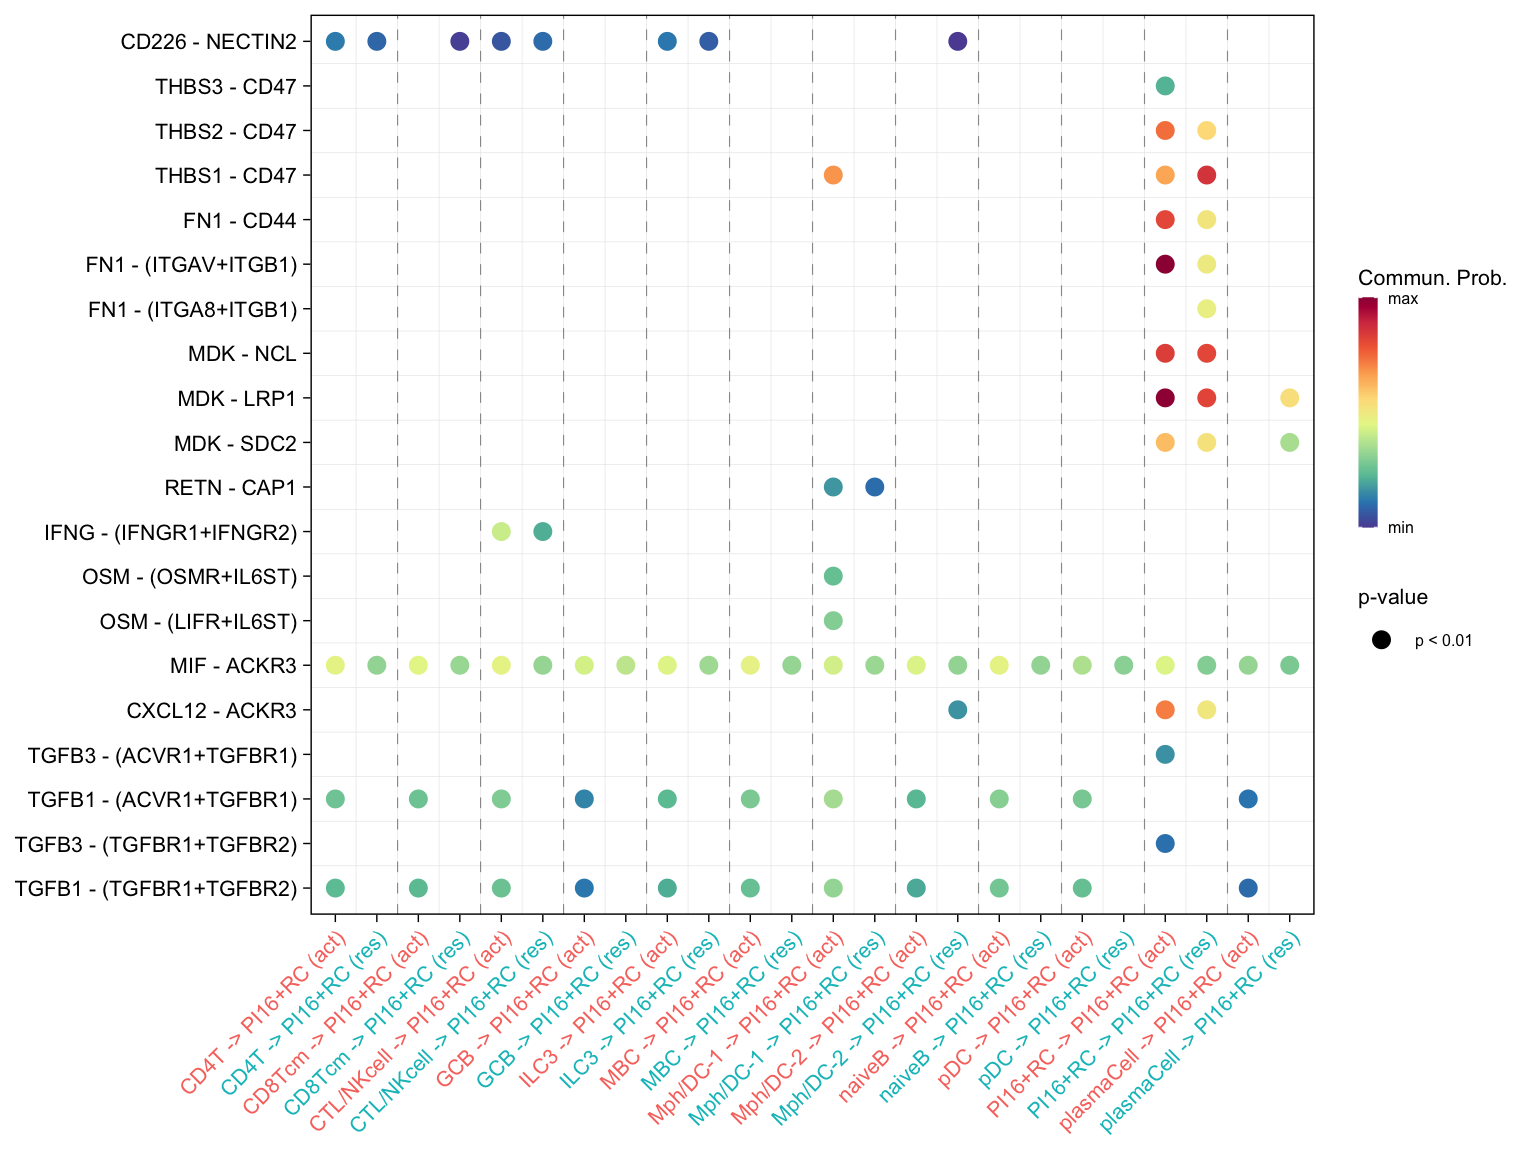 CD226 - NECTIN2
THBS3 - CD47
THBS2 - CD47
THBS1 - CD47
FN1 - CD44
FN1 - (ITGAV+ITGB1)
FN1 - (ITGA8+ITGB1)
MDK - NCL
MDK - LRP1
MDK - SDC2
RETN - CAP1
IFNG - (IFNGR1+IFNGR2)
OSM - (OSMR+IL6ST)
OSM - (LIFR+IL6ST)
MIF - ACKR3
CXCL12 - ACKR3
TGFB3 - (ACVR1+TGFBR1)
TGFB1 - (ACVR1+TGFBR1)
TGFB3 - (TGFBR1+TGFBR2)
TGFB1 - (TGFBR1+TGFBR2)
CD4T -> PI16+RC (act)
CD4T -> PI16+RC (res)
CD8Tcm -> PI16+RC (act)
CD8Tcm -> PI16+RC (res)
CTL/NKcell -> PI16+RC (act)
CTL/NKcell -> PI16+RC (res)
GCB -> PI16+RC (act)
GCB -> PI16+RC (res)
ILC3 -> PI16+RC (act)
ILC3 -> PI16+RC (res)
MBC -> PI16+RC (act)
MBC -> PI16+RC (res)
Mph/DC-1 -> PI16+RC (act)
Mph/DC-1 -> PI16+RC (res)
Mph/DC-2 -> PI16+RC (act)
Mph/DC-2 -> PI16+RC (res)
naiveB -> PI16+RC (act)
naiveB -> PI16+RC (res)
pDC -> PI16+RC (act)
pDC -> PI16+RC (res)
PI16+RC -> PI16+RC (act)
PI16+RC -> PI16+RC (res)
plasmaCell -> PI16+RC (act)
plasmaCell -> PI16+RC (res)
Commun. Prob.
max
min
p-value
p < 0.01